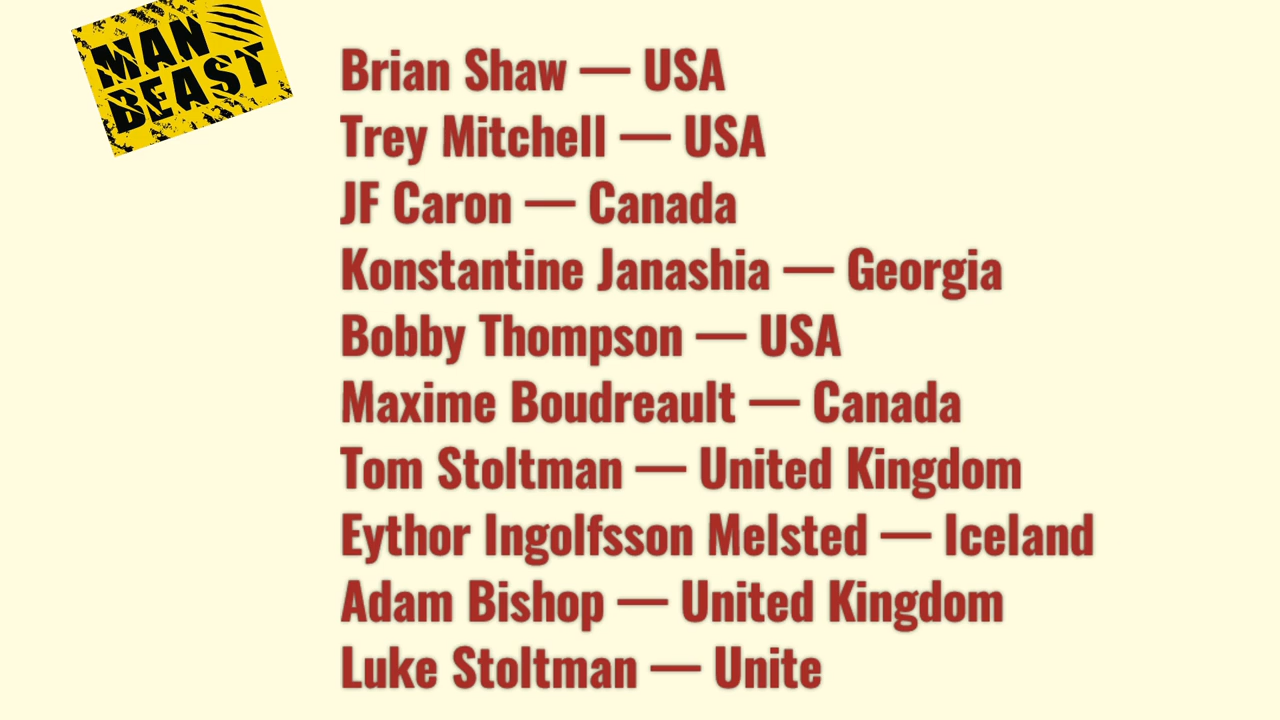 MAN
BEAST
Brian Shaw — USA
Trey Mitchell — USA
JF Caron — Canada
Konstantine Janashia — Georgia
Bobby Thompson — USA
Maxime Boudreault — Canada
Tom Stoltman — United Kingdom
Eythor Ingolfsson Melsted — Iceland
Adam Bishop — United Kingdom
Luke Stoltman — Unite